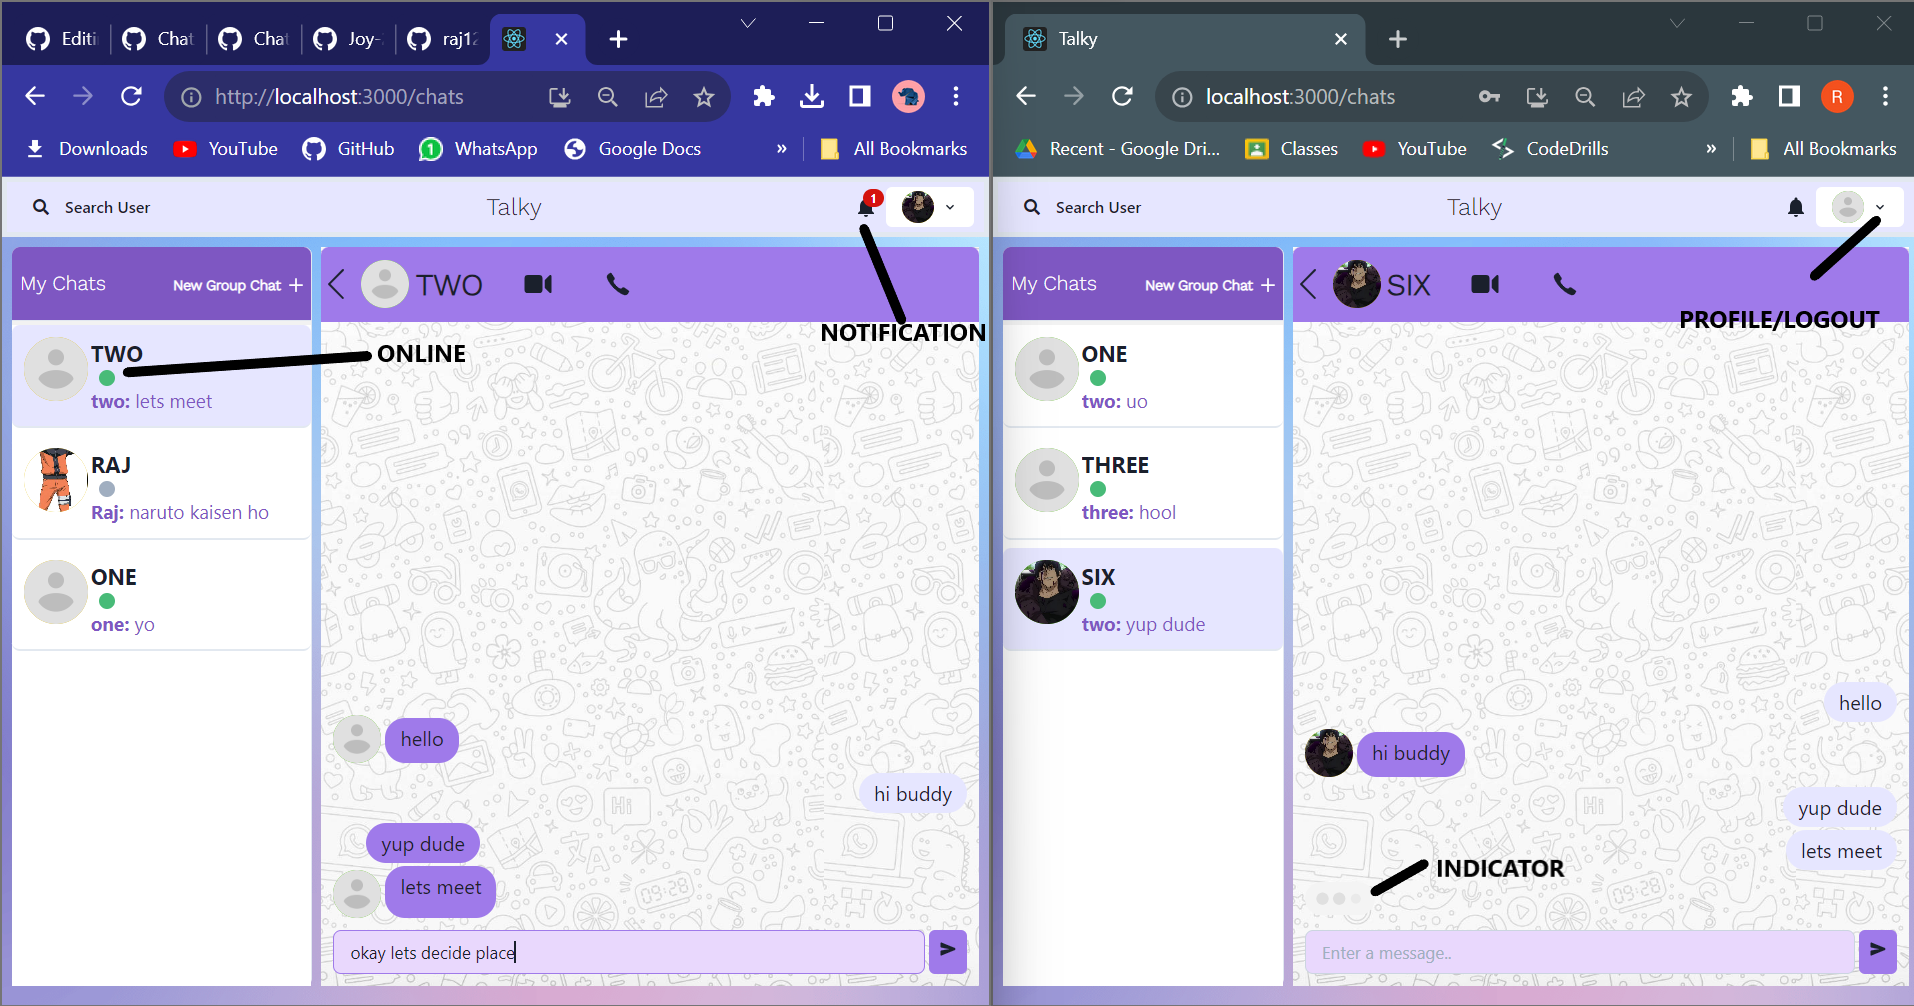 Editi
Chat
Chat
Joy-
raj12
http://localhost:3000/chats
Downloads
YouTube
GitHub
WhatsApp
Google Docs
»
All Bookmarks
Search User
Talky
1
My Chats
New Group Chat +
TWO
two: lets meet
RAJ
Raj: naruto kaisen ho
ONE
one: yo
TWO
ONLINE
NOTIFICATION
hello
hi buddy
yup dude
lets meet
okay lets decide place
Talky
localhost:3000/chats
R
Recent - Google Dri...
Classes
YouTube
CodeDrills
»
All Bookmarks
Search User
Talky
My Chats
New Group Chat +
ONE
two: uo
THREE
three: hool
SIX
two: yup dude
SIX
PROFILE/LOGOUT
hello
hi buddy
yup dude
lets meet
INDICATOR
Enter a message..